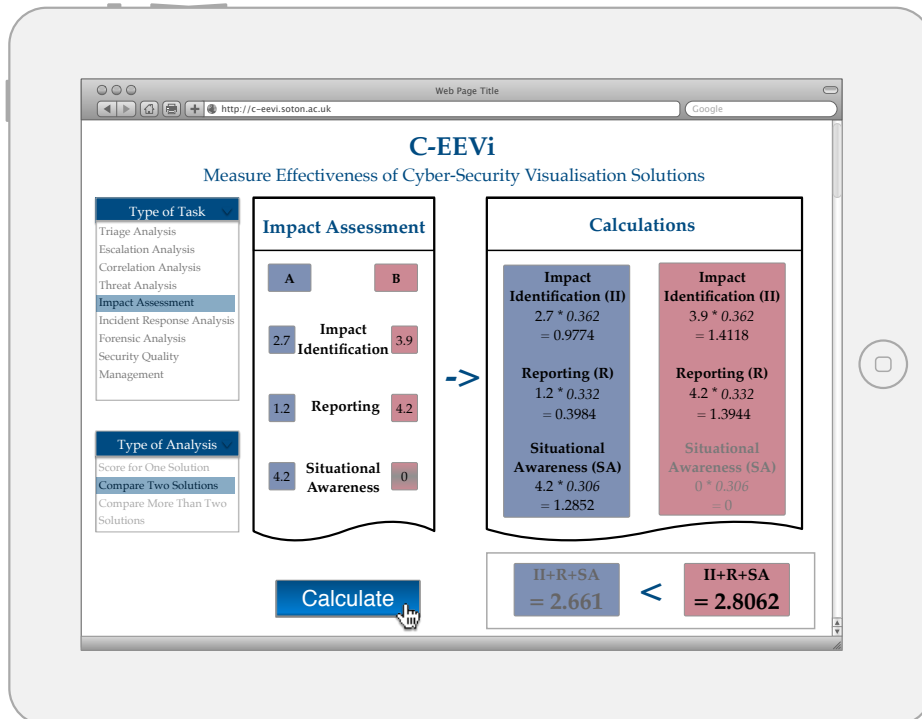 Web Page Title
http://c-eevi.soton.ac.uk
Google
C-EEVi
Measure Effectiveness of Cyber-Security Visualisation Solutions
Type of Task
Triage Analysis
Escalation Analysis
Correlation Analysis
Threat Analysis
Impact Assessment
Incident Response Analysis
Forensic Analysis
Security Quality
Management
Type of Analysis
Score for One Solution
Compare Two Solutions
Compare More Than Two
Solutions
Impact Assessment
A B
2.7 Impact Identification 3.9
1.2 Reporting 4.2
4.2 Situational Awareness 0
Calculate
->
Calculations
Impact
Identification (II)
2.7 * 0.362
= 0.9774
Reporting (R)
1.2 * 0.332
= 0.3984
Situational
Awareness (SA)
4.2 * 0.306
= 1.2852
Impact
Identification (II)
3.9 * 0.362
= 1.4118
Reporting (R)
4.2 * 0.332
= 1.3944
Situational
Awareness (SA)
0 * 0.306
= 0
II+R+SA
= 2.661
<
II+R+SA
= 2.8062